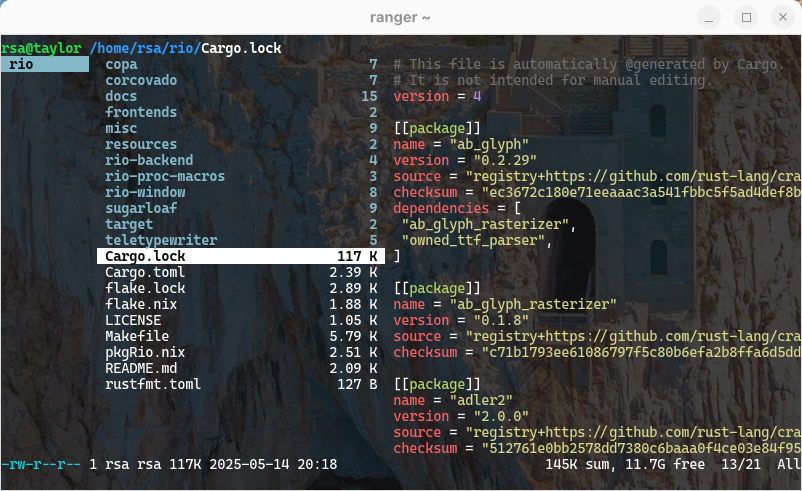 ranger ~
rsa@taylor /home/rsa/rio/Cargo.lock
rio copa 7 # This file is automatically @generated by Cargo.
corcovado 7 # It is not intended for manual editing.
docs 15 version = 4
frontends 2
misc 9 [[package]]
resources 2 name = "ab_glyph"
rio-backend 4 version = "0.2.29"
rio-proc-macros 3 source = "registry+https://github.com/rust-lang/cra
rio-window 8 checksum = "ec3672c180e71eeaaac3a541fbbc5f5ad4def8b
sugarloaf 9 dependencies = [
target 2 "ab_glyph_rasterizer",
teletypewriter 5 "owned_ttf_parser",
Cargo.lock 117 K ]
Cargo.toml 2.39 K
flake.lock 2.89 K [[package]]
flake.nix 1.88 K name = "ab_glyph_rasterizer"
LICENSE 1.05 K version = "0.1.8"
Makefile 5.79 K source = "registry+https://github.com/rust-lang/cra
pkgRio.nix 2.51 K checksum = "c71b1793ee61086797f5c80b6efa2b8ffa6d5dd
README.md 2.09 K
rustfmt.toml 127 B [[package]]
name = "adler2"
version = "2.0.0"
source = "registry+https://github.com/rust-lang/cra
checksum = "512761e0bb2578dd7380c6baaa0f4ce03e84f95
-rw-r--r-- 1 rsa rsa 117K 2025-05-14 20:18 145K sum, 11.7G free 13/21 All